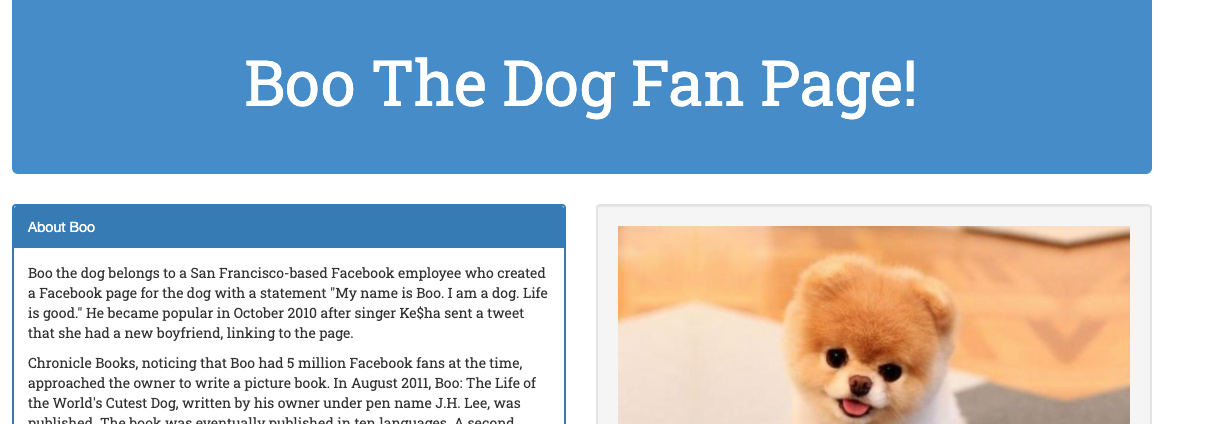 Boo The Dog Fan Page!
About Boo
Boo the dog belongs to a San Francisco-based Facebook employee who created
a Facebook page for the dog with a statement "My name is Boo. I am a dog. Life
is good." He became popular in October 2010 after singer Ke$ha sent a tweet
that she had a new boyfriend, linking to the page.
Chronicle Books, noticing that Boo had 5 million Facebook fans at the time,
approached the owner to write a picture book. In August 2011, Boo: The Life of
the World's Cutest Dog, written by his owner under pen name J.H. Lee, was
published. The book was eventually published in ten languages. A second